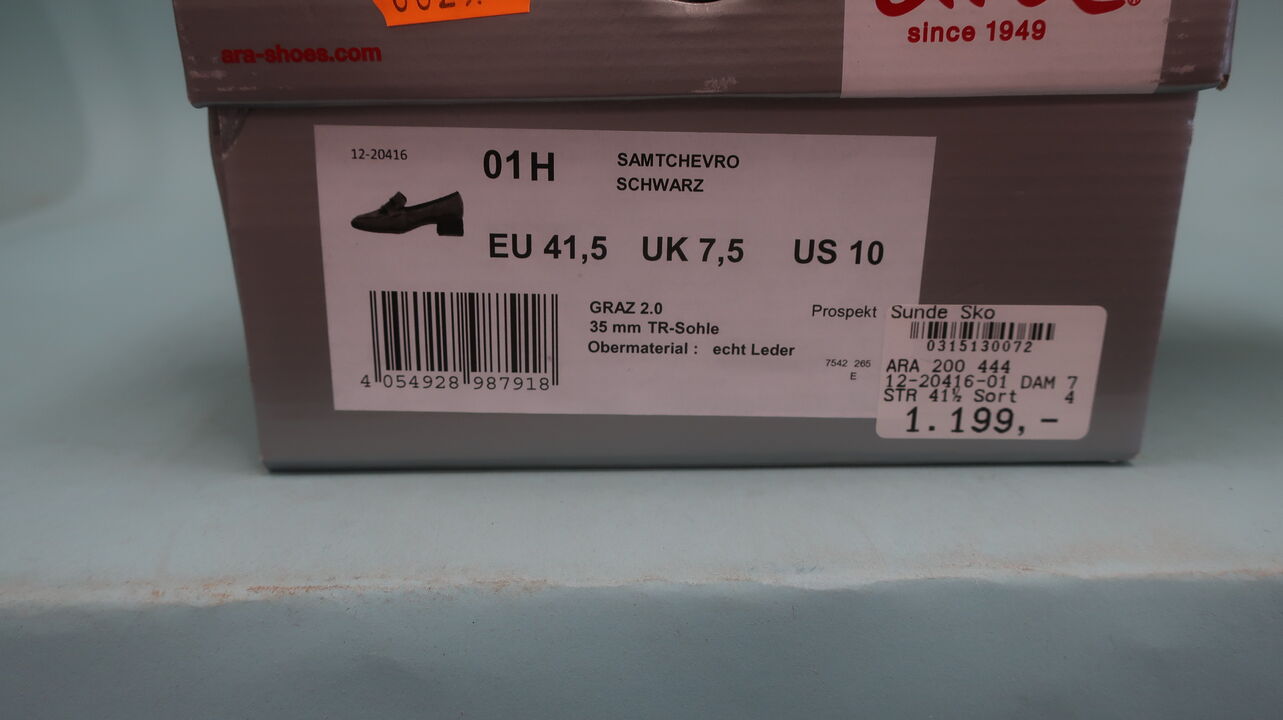 ara-shoes.com
since 1949
12-20416
01 H
SAMTCHEVRO
SCHWARZ
EU 41,5 UK 7,5 US 10
GRAZ 2.0
35 mm TR-Sohle
Obermaterial : echt Leder
Prospekt
7542 265
E
4 054928 987918
Sunde Sko
0315130072
ARA 200 444
12-20416-01 DAM 7
STR 41½ Sort 4
1.199,-